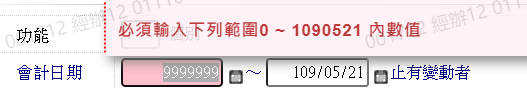 必須輸入下列範圍0 ~ 1090521 內數值
功能
會計日期 9999999 ～ 109/05/21 止有變動者